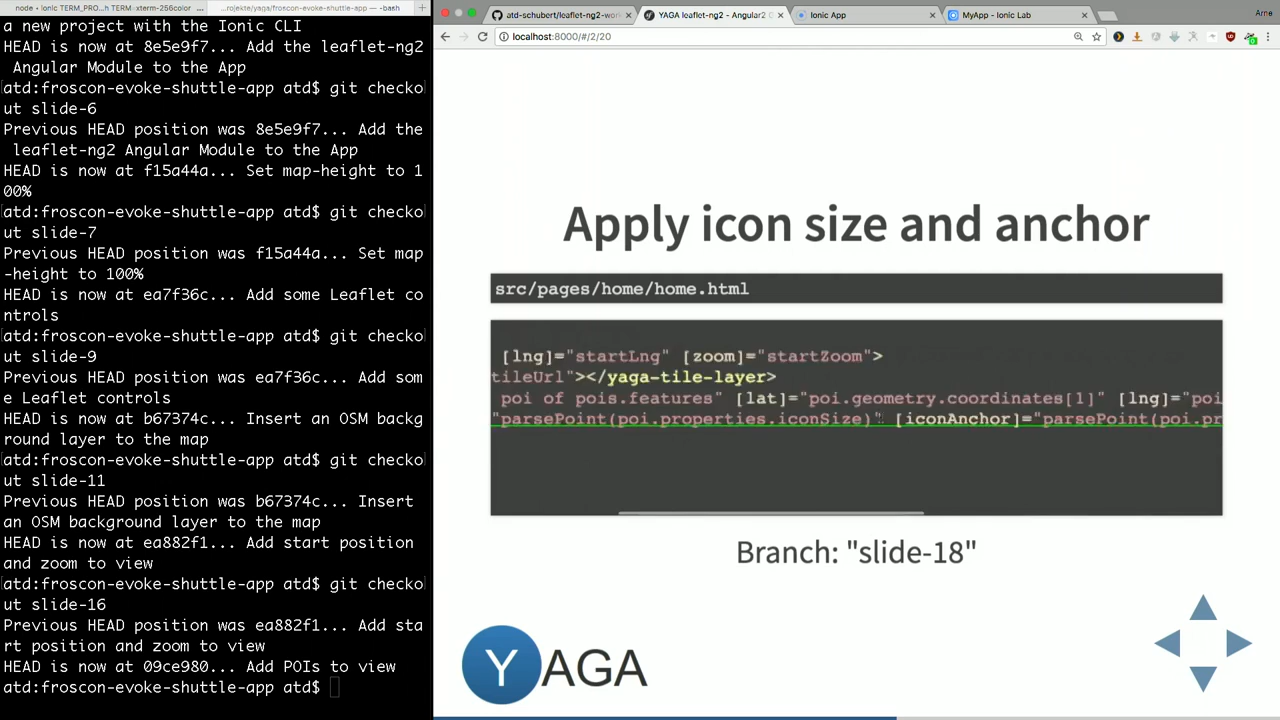 node • ionic TERM_PRO...h TERM=xterm-256color
...rojekte/yaga/froscon-evoke-shuttle-app — -bash
a new project with the Ionic CLI
HEAD is now at 8e5e9f7... Add the leaflet-ng2
 Angular Module to the App
atd:froscon-evoke-shuttle-app atd$ git checko
ut slide-6
Previous HEAD position was 8e5e9f7... Add the
 leaflet-ng2 Angular Module to the App
HEAD is now at f15a44a... Set map-height to 1
00%
atd:froscon-evoke-shuttle-app atd$ git checko
ut slide-7
Previous HEAD position was f15a44a... Set map
-height to 100%
HEAD is now at ea7f36c... Add some Leaflet co
ntrols
atd:froscon-evoke-shuttle-app atd$ git checko
ut slide-9
Previous HEAD position was ea7f36c... Add som
e Leaflet controls
HEAD is now at b67374c... Insert an OSM backg
round layer to the map
atd:froscon-evoke-shuttle-app atd$ git checko
ut slide-11
Previous HEAD position was b67374c... Insert
an OSM background layer to the map
HEAD is now at ea882f1... Add start position
and zoom to view
atd:froscon-evoke-shuttle-app atd$ git checko
ut slide-16
Previous HEAD position was ea882f1... Add sta
rt position and zoom to view
HEAD is now at 09ce980... Add POIs to view
atd:froscon-evoke-shuttle-app atd$
atd-schubert/leaflet-ng2-wor
YAGA leaflet-ng2 - Angular2
Ionic App
MyApp - Ionic Lab
Arne
localhost:8000/#/2/20
Apply icon size and anchor
src/pages/home/home.html
[lng]="startLng" [zoom]="startZoom">
tileUrl"></yaga-tile-layer>
poi of pois.features" [lat]="poi.geometry.coordinates[1]" [lng]="poi
"parsePoint(poi.properties.iconSize)" [iconAnchor]="parsePoint(poi.pr
Branch: "slide-18"
YAGA